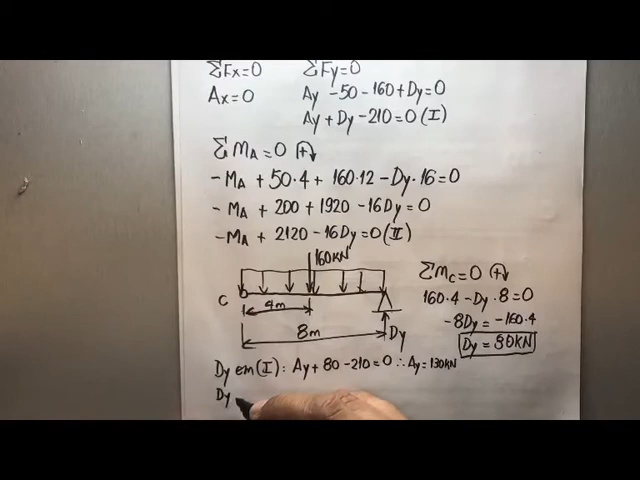 ΣFx=0 ΣFy=0
Ax=0 Ay -50-160+Dy=0
Ay+Dy-210=0(I)
ΣMA=0 (+)
-MA + 50·4 + 160·12 - Dy·16=0
-MA + 200 + 1920 - 16Dy=0
-MA + 2120 - 16Dy=0(II)
160KN
C
4m
8m
Dy
ΣMC=0 (+)
160·4-Dy·8=0
-8Dy=-160·4
Dy=80KN
Dy em(I): Ay+80-210=0 ∴Ay=130KN
Dy